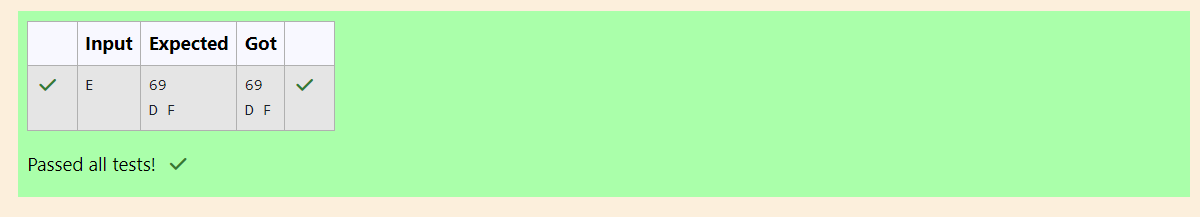 Input Expected Got
E 69 69
D F D F
Passed all tests!